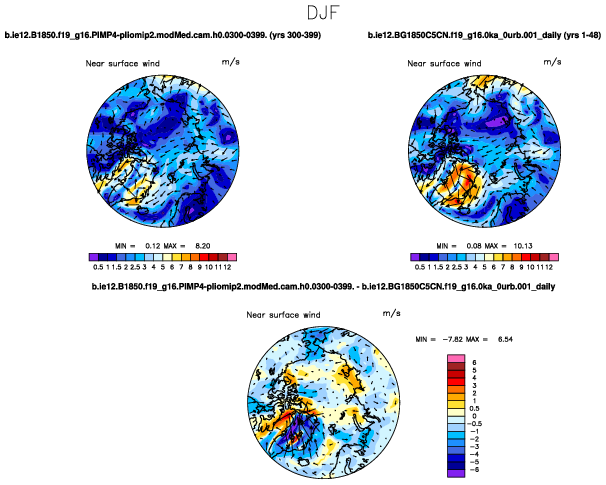 DJF
b.ie12.B1850.f19_g16.PIMP4-pliomip2.modMed.cam.h0.0300-0399. (yrs 300-399)
b.ie12.BG1850C5CN.f19_g16.0ka_0urb.001_daily (yrs 1-48)
Near surface wind m/s
Near surface wind m/s
MIN = 0.12 MAX = 8.20
MIN = 0.08 MAX = 10.13
0.5 1 1.5 2 2.5 3 4 5 6 7 8 9 10 11 12
0.5 1 1.5 2 2.5 3 4 5 6 7 8 9 10 11 12
b.ie12.B1850.f19_g16.PIMP4-pliomip2.modMed.cam.h0.0300-0399. - b.ie12.BG1850C5CN.f19_g16.0ka_0urb.001_daily
Near surface wind m/s
MIN = -7.82 MAX = 6.54
6
5
4
3
2
1
0.5
0
-0.5
-1
-2
-3
-4
-5
-6